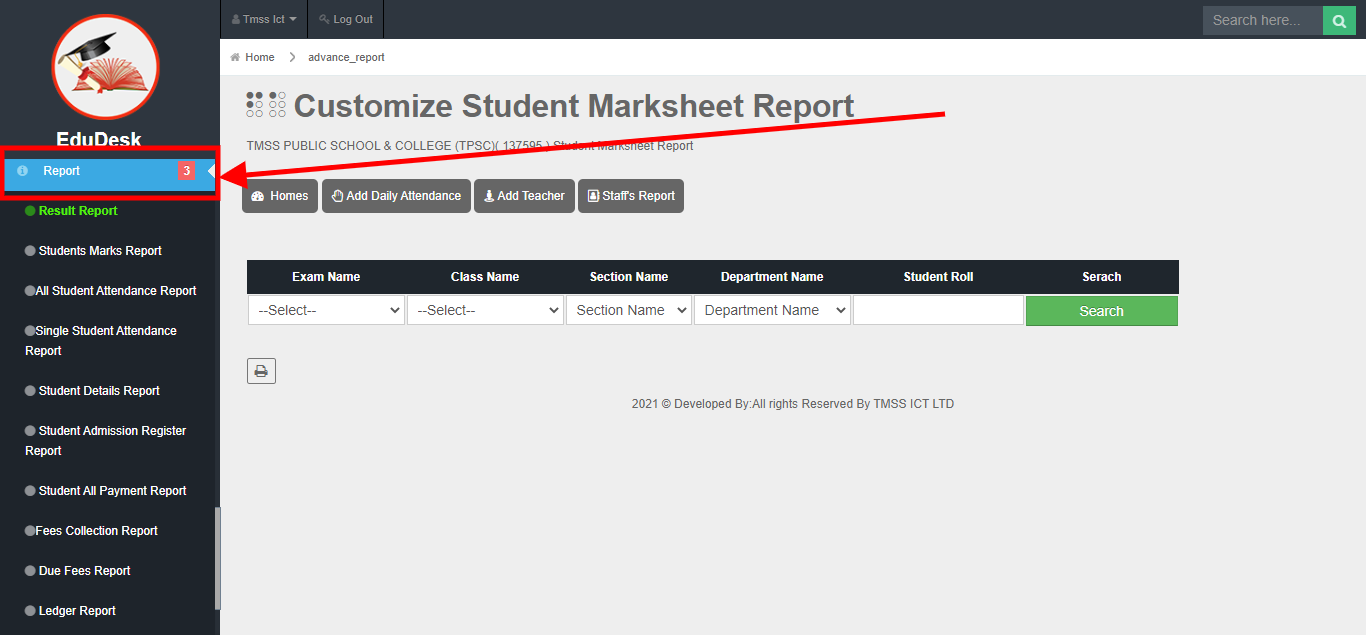 Tmss Ict
Log Out
Search here...
Home
advance_report
EduDesk
Report 3
Result Report
Students Marks Report
All Student Attendance Report
Single Student Attendance
Report
Student Details Report
Student Admission Register
Report
Student All Payment Report
Fees Collection Report
Due Fees Report
Ledger Report
Customize Student Marksheet Report
TMSS PUBLIC SCHOOL & COLLEGE (TPSC)( 137595 ) Student Marksheet Report
Homes Add Daily Attendance Add Teacher Staff's Report
Exam Name Class Name Section Name Department Name Student Roll Serach
--Select-- --Select-- Section Name Department Name Search
2021 © Developed By:All rights Reserved By TMSS ICT LTD